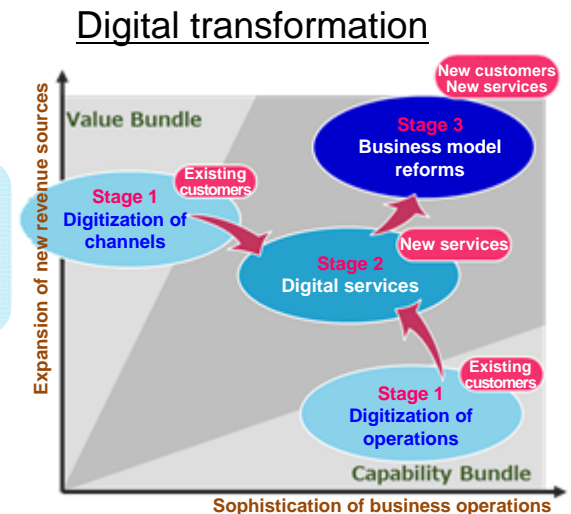 Digital transformation
New customers
New services
Value Bundle
Stage 3
Business model
reforms
Existing
customers
Stage 1
Digitization of
channels
New services
Stage 2
Digital services
Existing
customers
Stage 1
Digitization of
operations
Capability Bundle
Expansion of new revenue sources
Sophistication of business operations